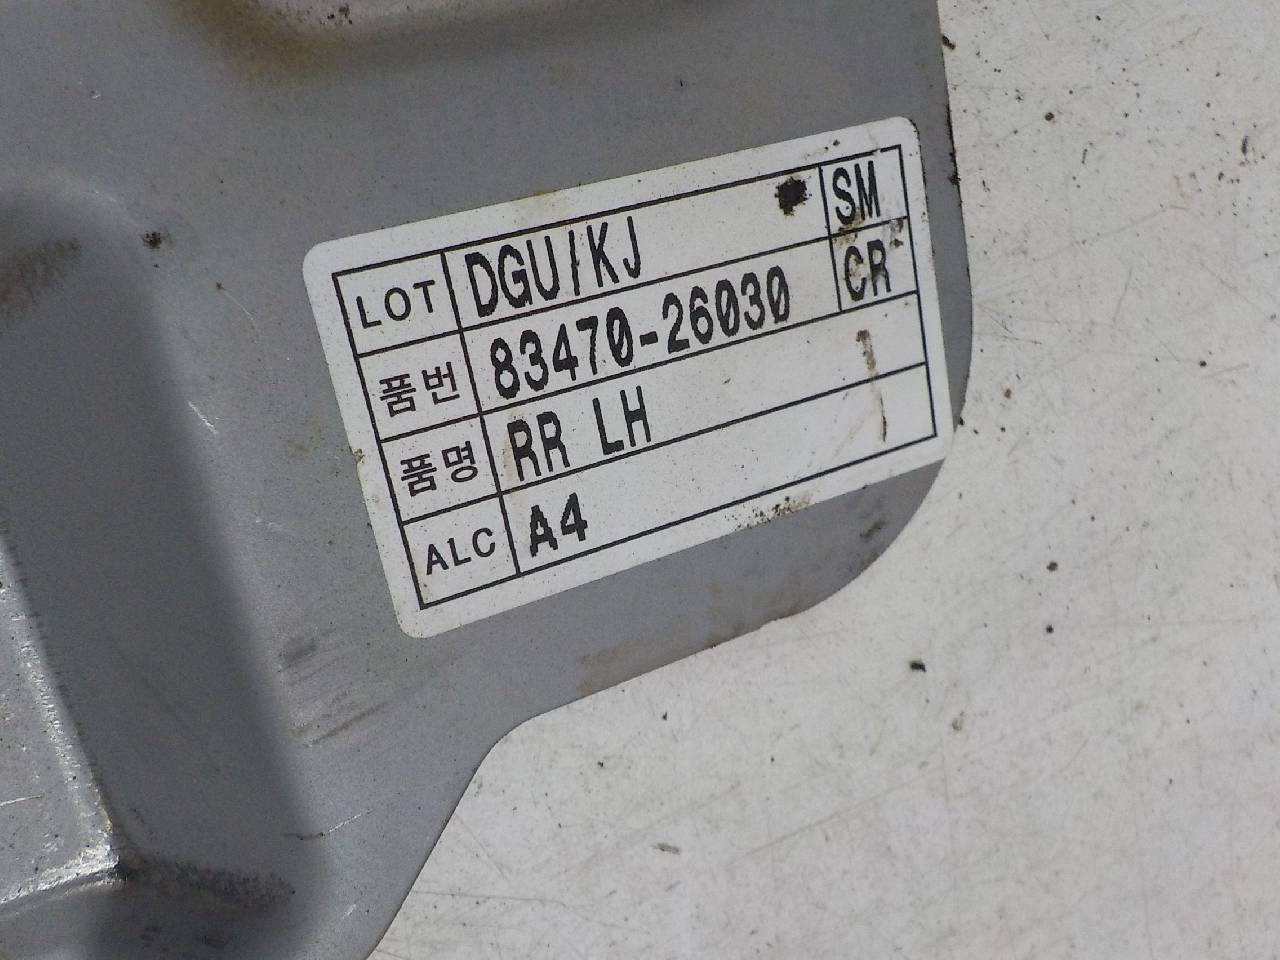 LOT DGU/KJ SM
품번 83470-26030 CR
품명 RR LH
ALC A4